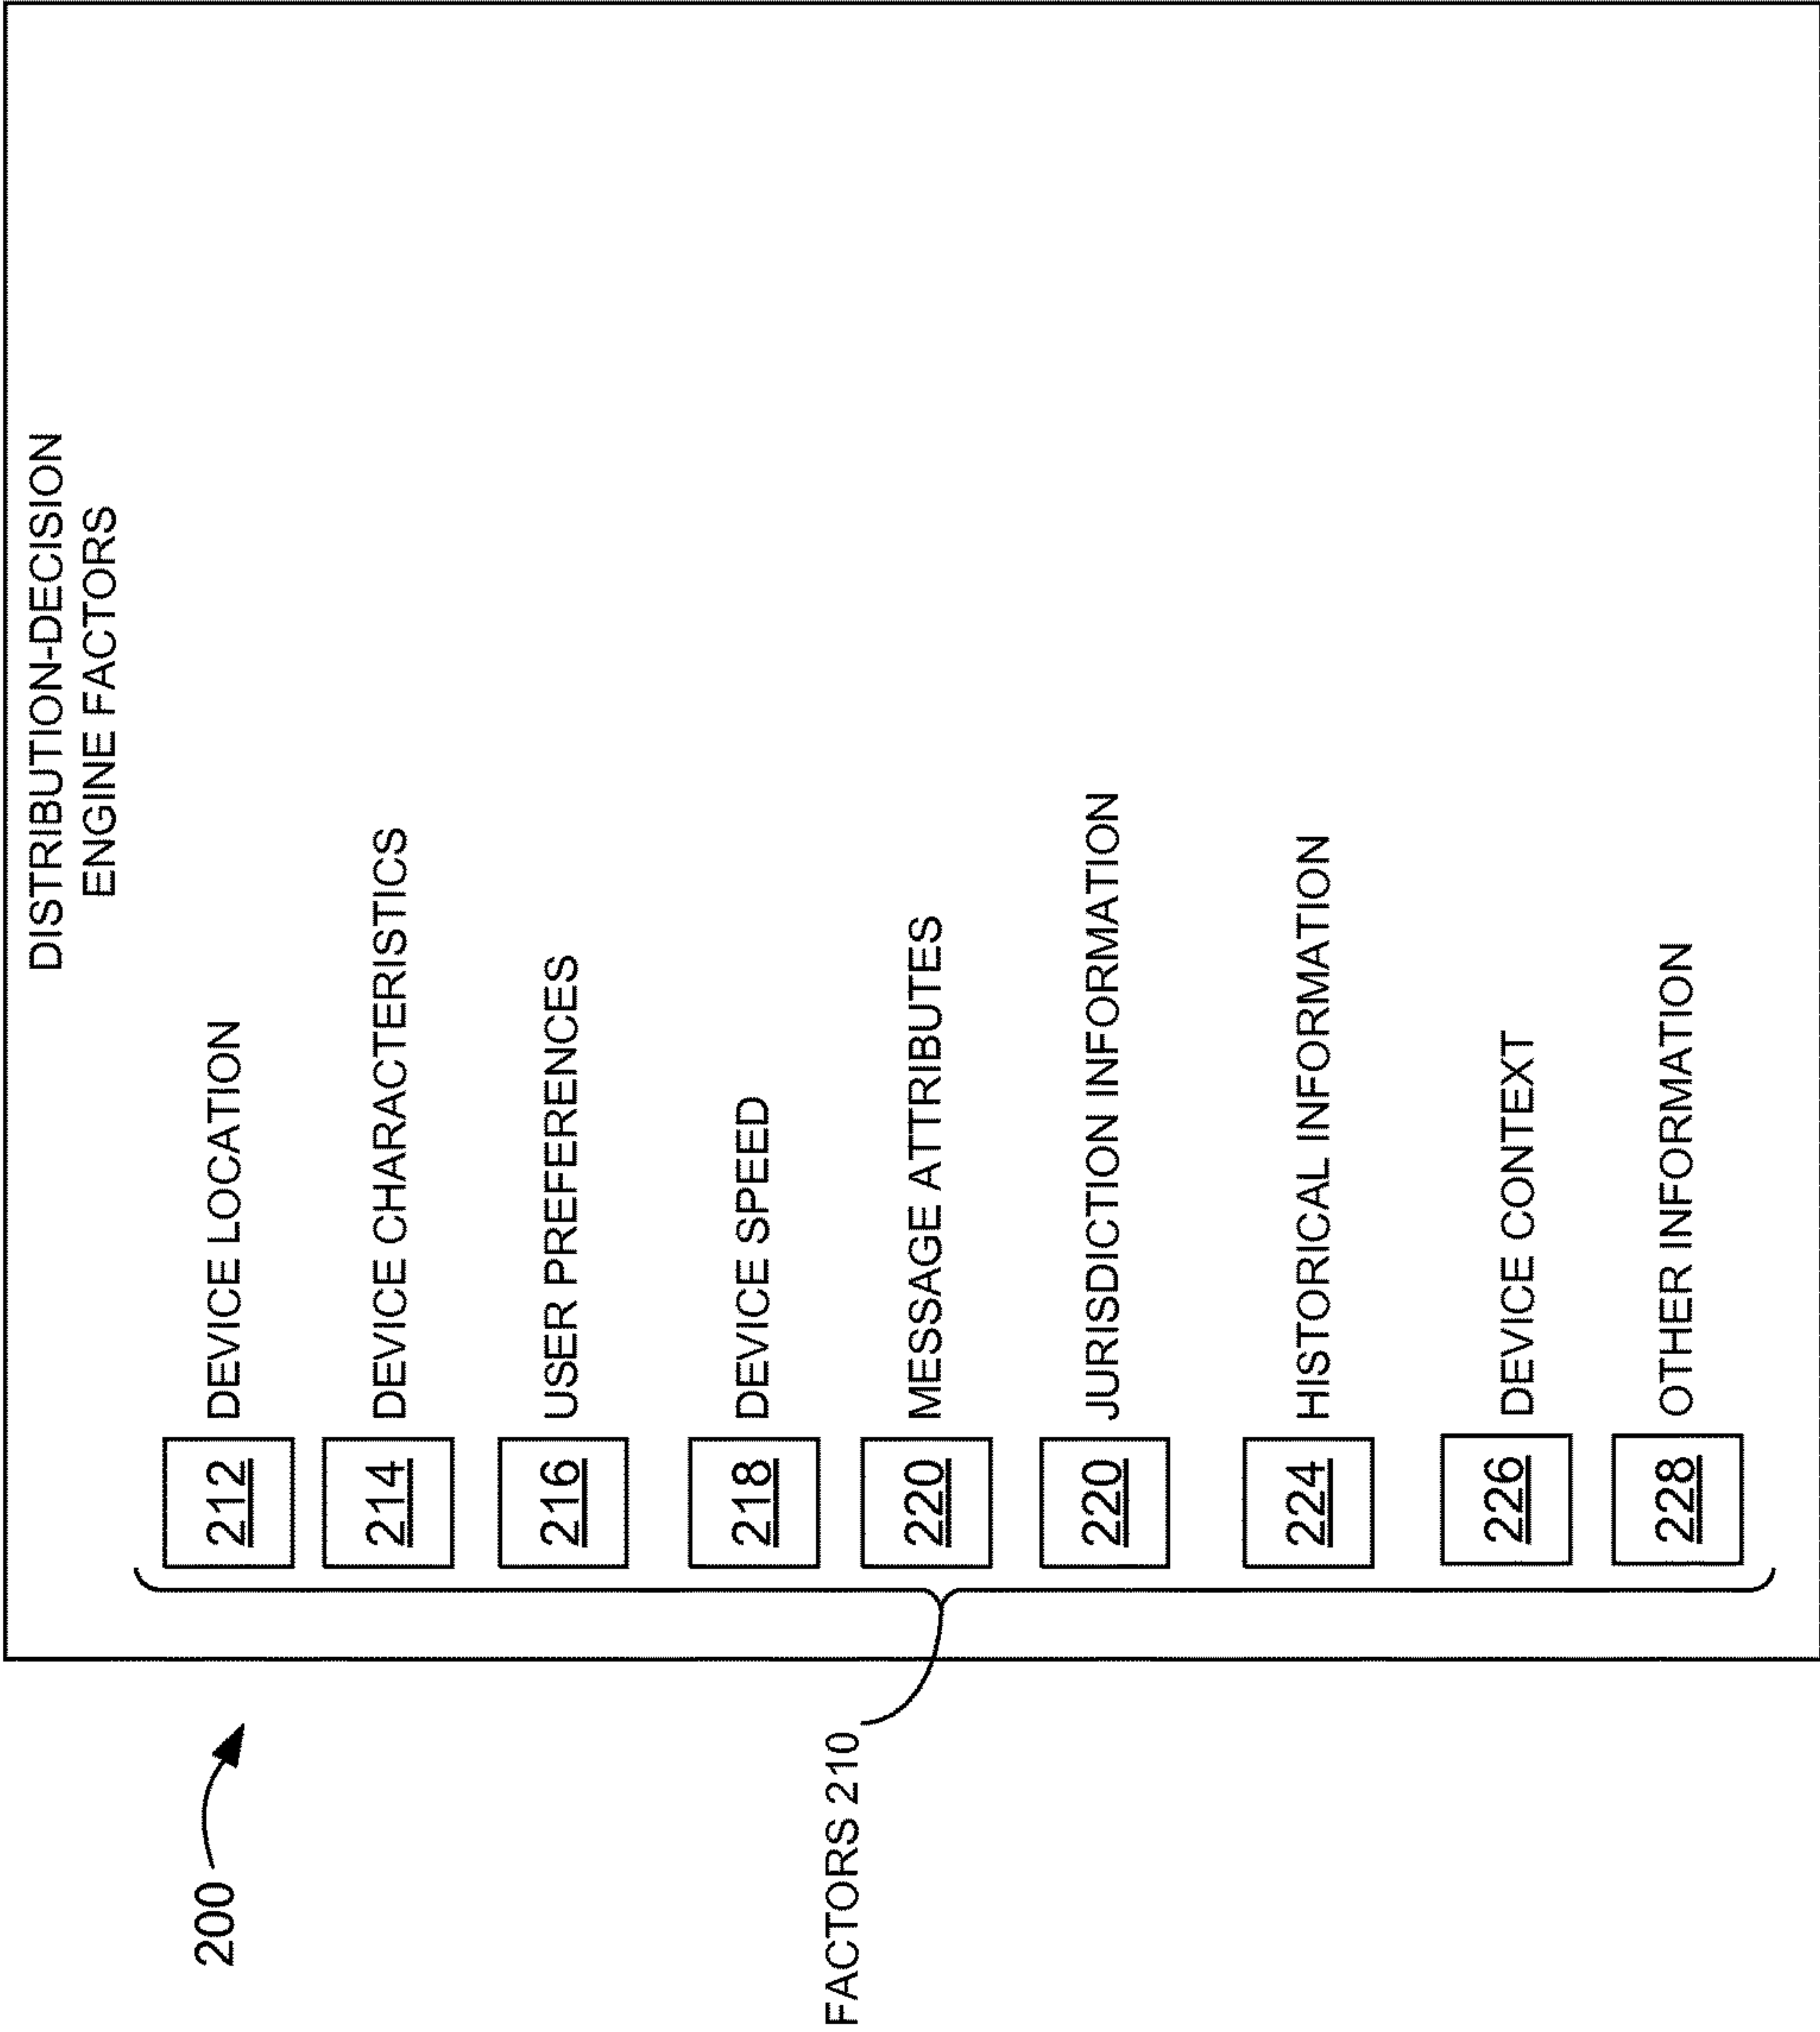 200
DISTRIBUTION-DECISION
ENGINE FACTORS
FACTORS 210
212 DEVICE LOCATION
214 DEVICE CHARACTERISTICS
216 USER PREFERENCES
218 DEVICE SPEED
220 MESSAGE ATTRIBUTES
220 JURISDICTION INFORMATION
224 HISTORICAL INFORMATION
226 DEVICE CONTEXT
228 OTHER INFORMATION